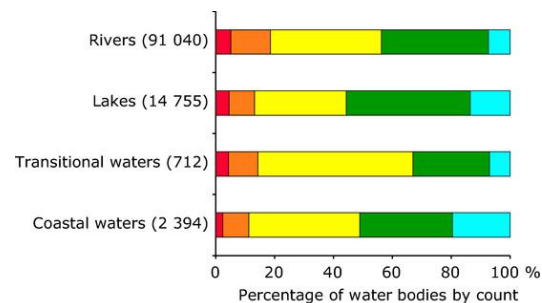 Rivers (91 040)
Lakes (14 755)
Transitional waters (712)
Coastal waters (2 394)
0 20 40 60 80 100 %
Percentage of water bodies by count